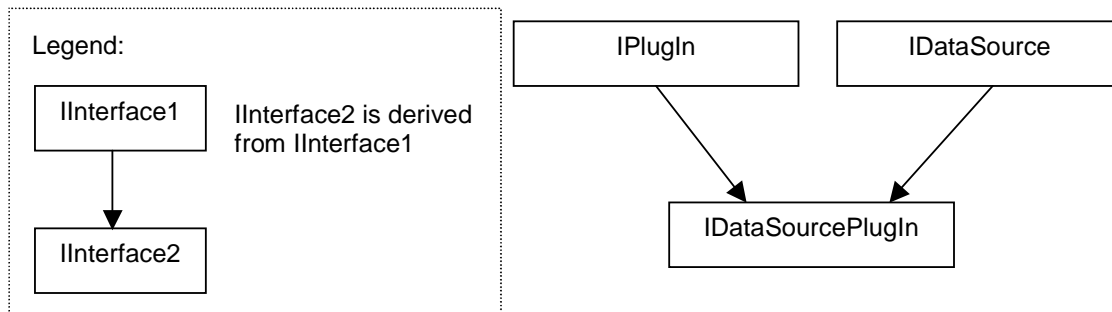 Legend:
IInterface1
IInterface2 is derived
from IInterface1
IInterface2
IPlugIn
IDataSource
IDataSourcePlugIn